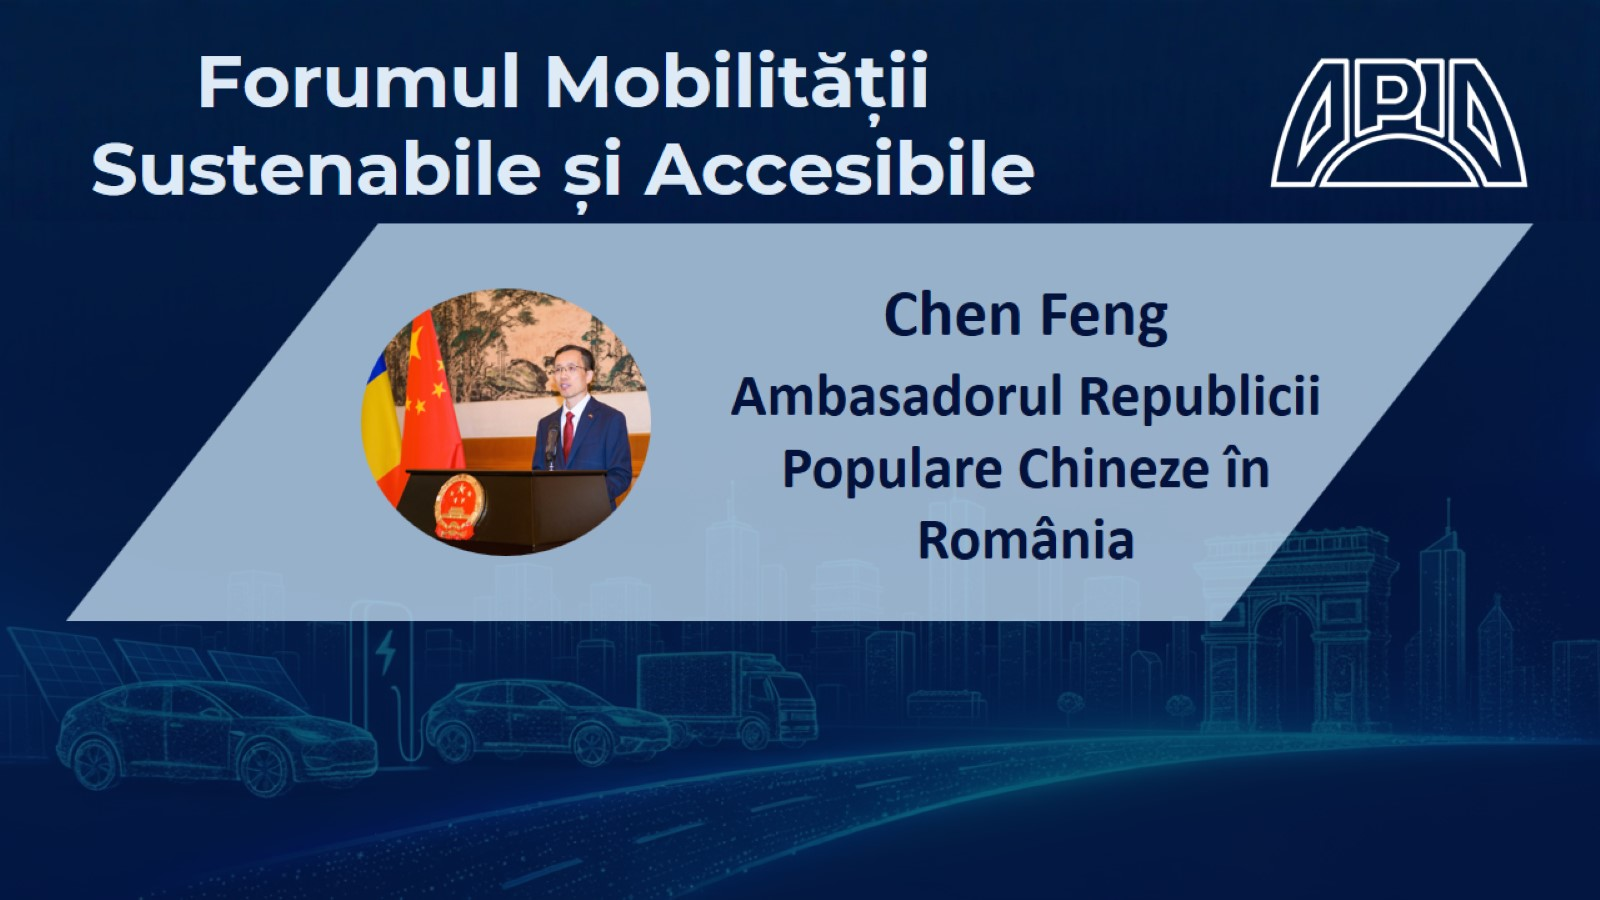 Forumul Mobilității
Sustenabile și Accesibile
APIA
Chen Feng
Ambasadorul Republicii
Populare Chineze în
România